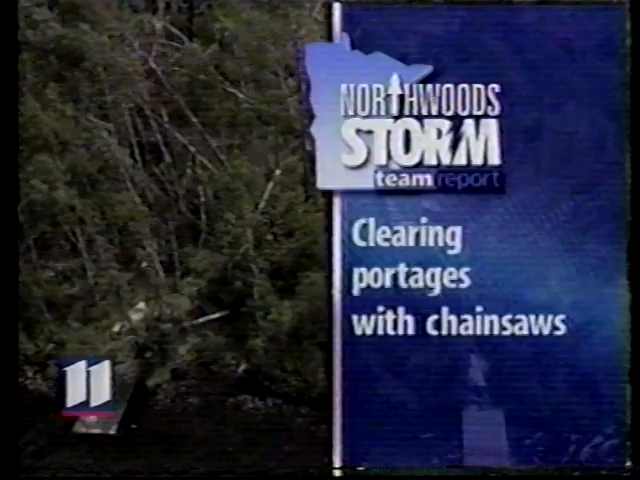 NORTHWOODS
STORM
team report
Clearing
portages
with chainsaws
11